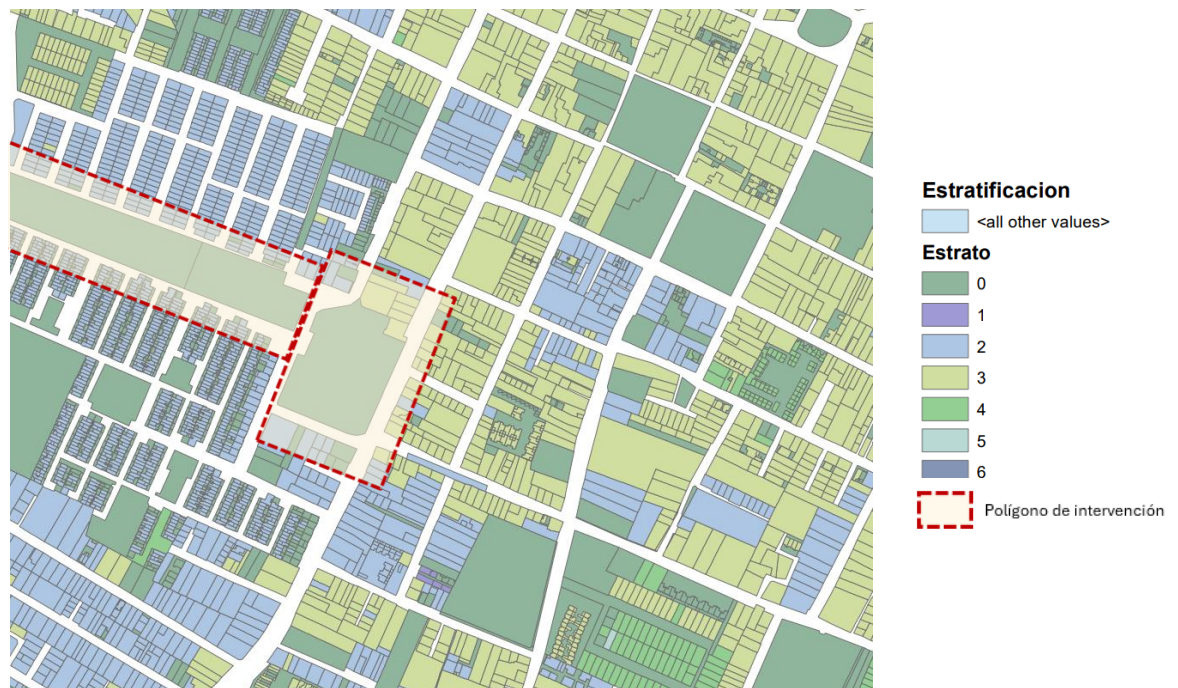 Estratificacion
<all other values>
Estrato
0
1
2
3
4
5
6
Polígono de intervención